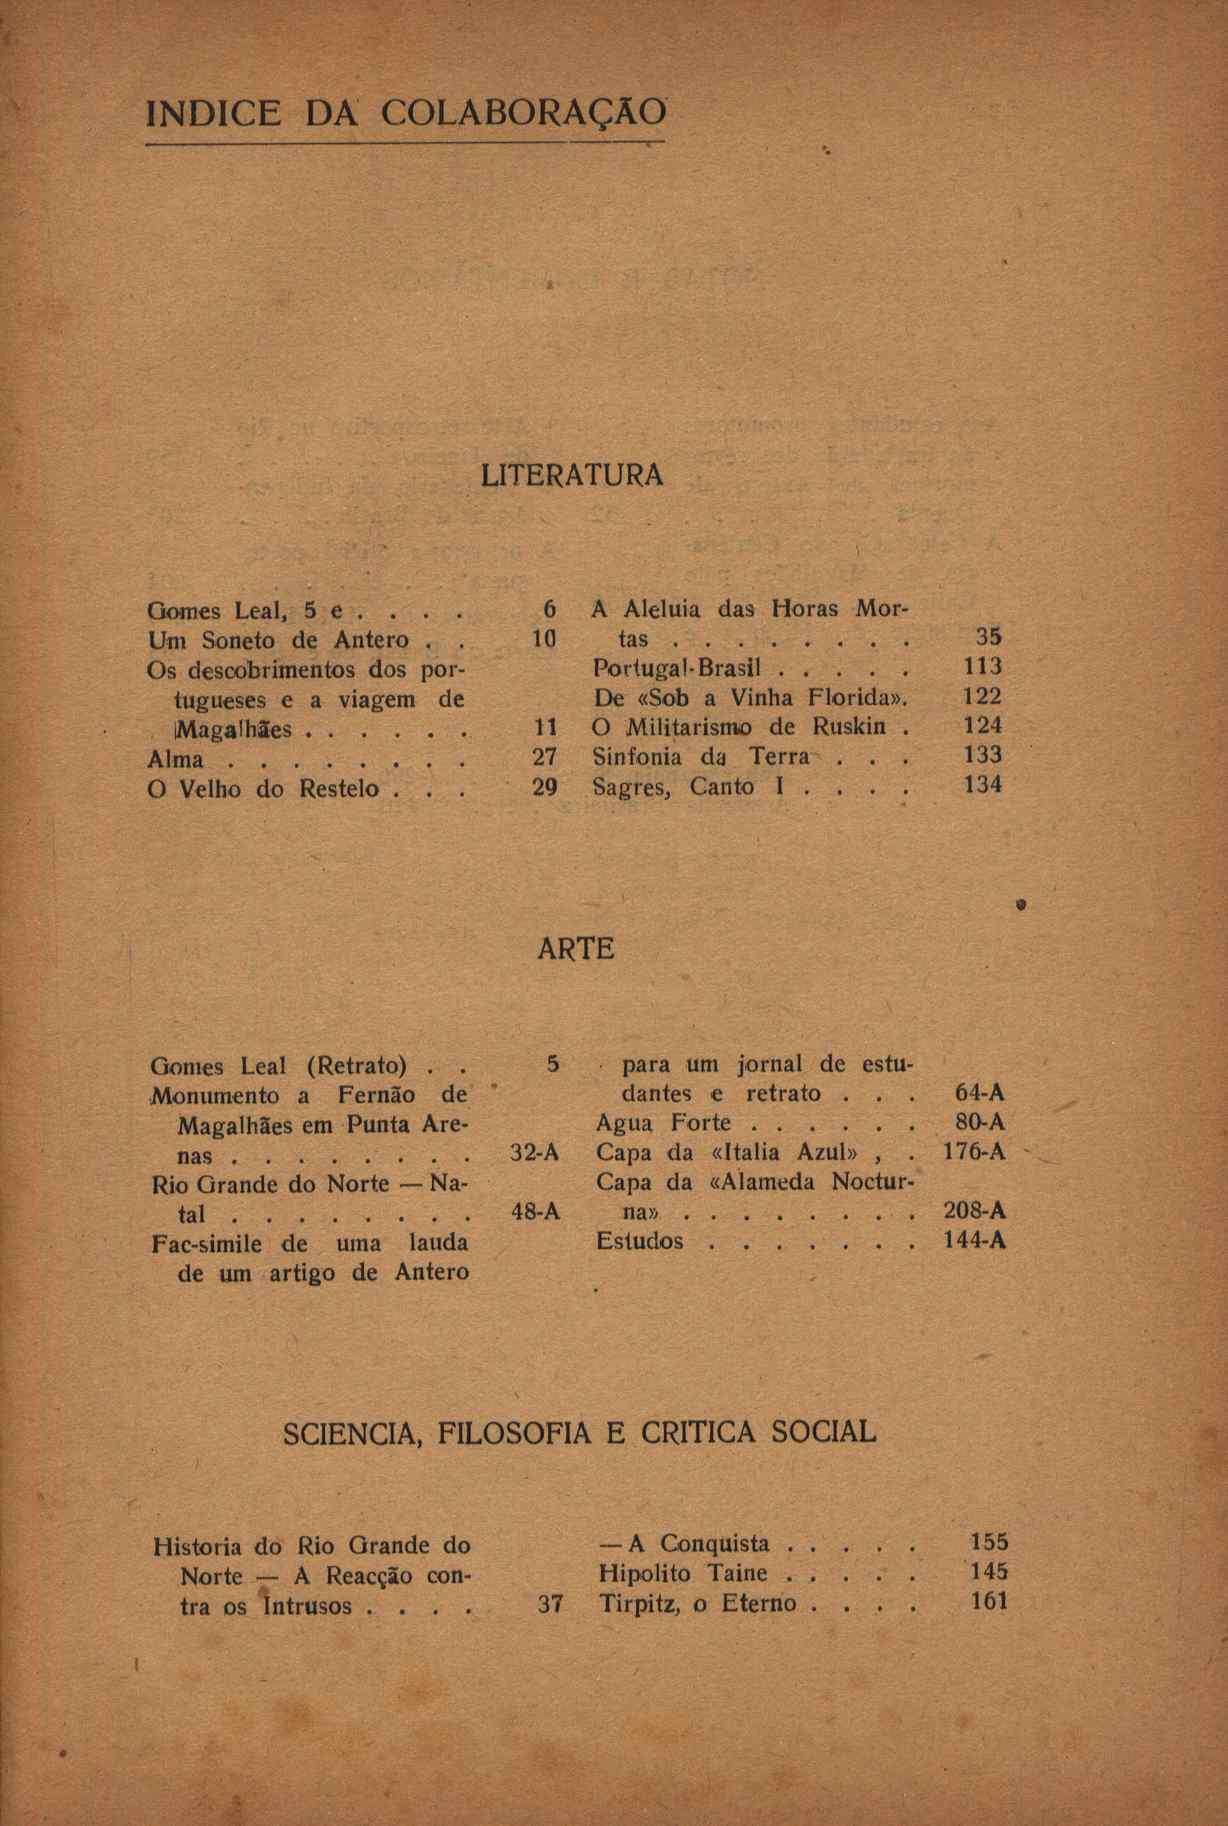 INDICE DA COLABORAÇÃO
LITERATURA
Gomes Leal, 5 e . . . . 6
Um Soneto de Antero . . 10
Os descobrimentos dos por-
tugueses e a viagem de
Magalhães . . . . . . 11
Alma . . . . . . . . 27
O Velho do Restelo . . . 29
A Aleluia das Horas Mor-
tas . . . . . . . . 35
Portugal-Brasil . . . . . 113
De «Sob a Vinha Florida». 122
O Militarismo de Ruskin . 124
Sinfonia da Terra . . . 133
Sagres, Canto I . . . . 134
ARTE
Gomes Leal (Retrato) . . 5
Monumento a Fernão de
Magalhães em Punta Are-
nas . . . . . . . . 32-A
Rio Grande do Norte — Na-
tal . . . . . . . . 48-A
Fac-simile de uma lauda
de um artigo de Antero
para um jornal de estu-
dantes e retrato . . . 64-A
Agua Forte . . . . . . 80-A
Capa da «Italia Azul» , . 176-A
Capa da «Alameda Noctur-
na» . . . . . . . . 208-A
Estudos . . . . . . . 144-A
SCIENCIA, FILOSOFIA E CRITICA SOCIAL
Historia do Rio Grande do
Norte — A Reacção con-
tra os Intrusos . . . . 37
— A Conquista . . . . . 155
Hipolito Taine . . . . . 145
Tirpitz, o Eterno . . . . 161